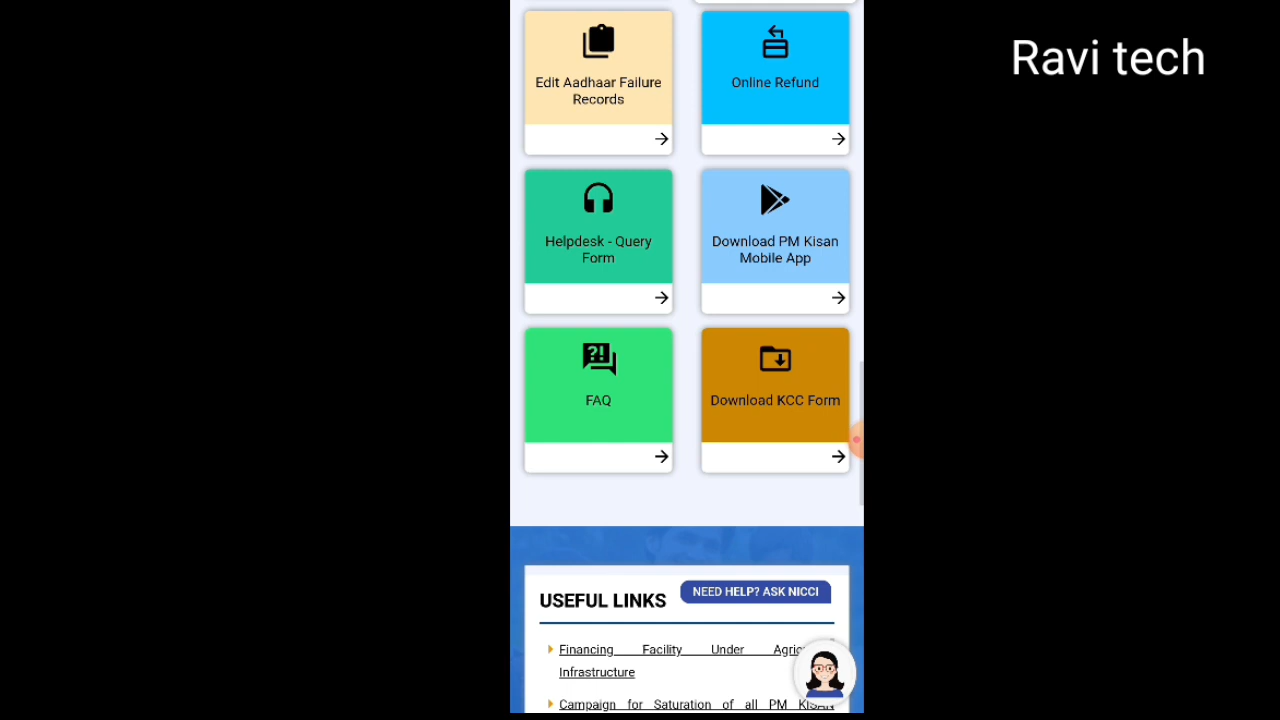 Ravi tech
Edit Aadhaar Failure
Records
Online Refund
Helpdesk - Query
Form
Download PM Kisan
Mobile App
?!
FAQ
Download KCC Form
USEFUL LINKS
NEED HELP? ASK NICCI
Financing Facility Under
Infrastructure
Campaign for Saturation of all PM KISAN